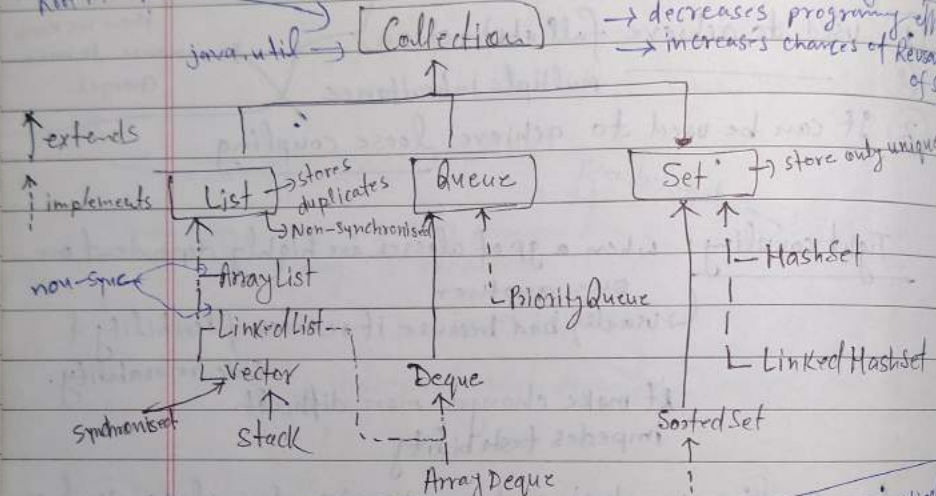 → decreases programing
java.util → Collection → increases chances of
extends
implements
List → stores
duplicates
↳ Non-Synchronised
Queue
Set → store only unique
non-sync
ArrayList
LinkedList
Vector
PriorityQueue
HashSet
LinkedHashSet
Synchronised
Stack
Deque
SortedSet
ArrayDeque